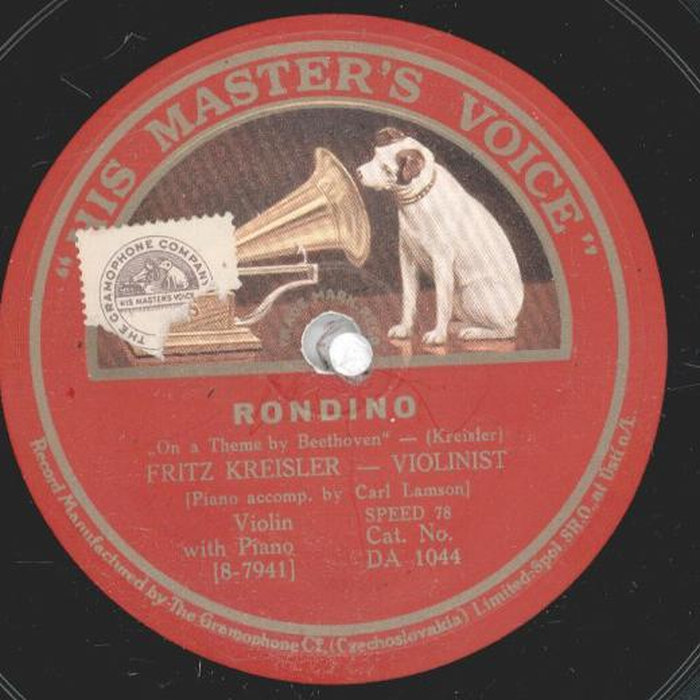 "HIS MASTER'S VOICE"
THE GRAMOPHONE COMPANY
HIS MASTER'S VOICE
RONDINO
„On a Theme by Beethoven“ — (Kreisler)
FRITZ KREISLER — VIOLINIST
[Piano accomp. by Carl Lamson]
Violin
with Piano
[8-7941]
SPEED 78
Cat. No.
DA 1044
Record Manufactured by The Gramophone (Czechoslovakia) Limited. Spol. SR.O. at Ústí n/L.